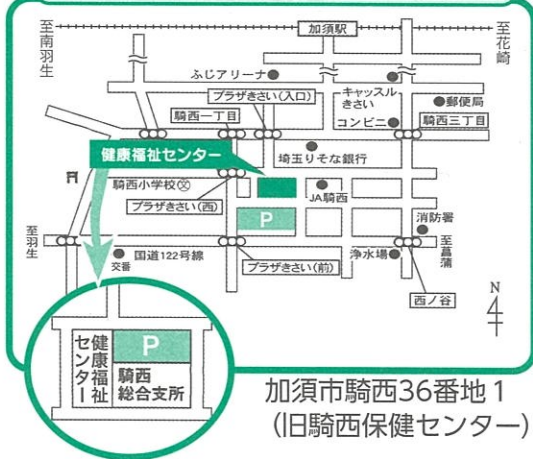 加須駅
至南羽生
至花崎
ふじアリーナ
キャッスル
きさい
プラザきさい(入口)
郵便局
騎西一丁目
コンビニ
騎西三丁目
健康福祉センター
埼玉りそな銀行
騎西小学校
文
JA騎西
プラザきさい(西)
P
消防署
至羽生
国道122号線
交番
浄水場
至菖蒲
プラザきさい(前)
西ノ谷
N
4
健康福祉
センター
P
騎西
総合支所
加須市騎西36番地1
(旧騎西保健センター)